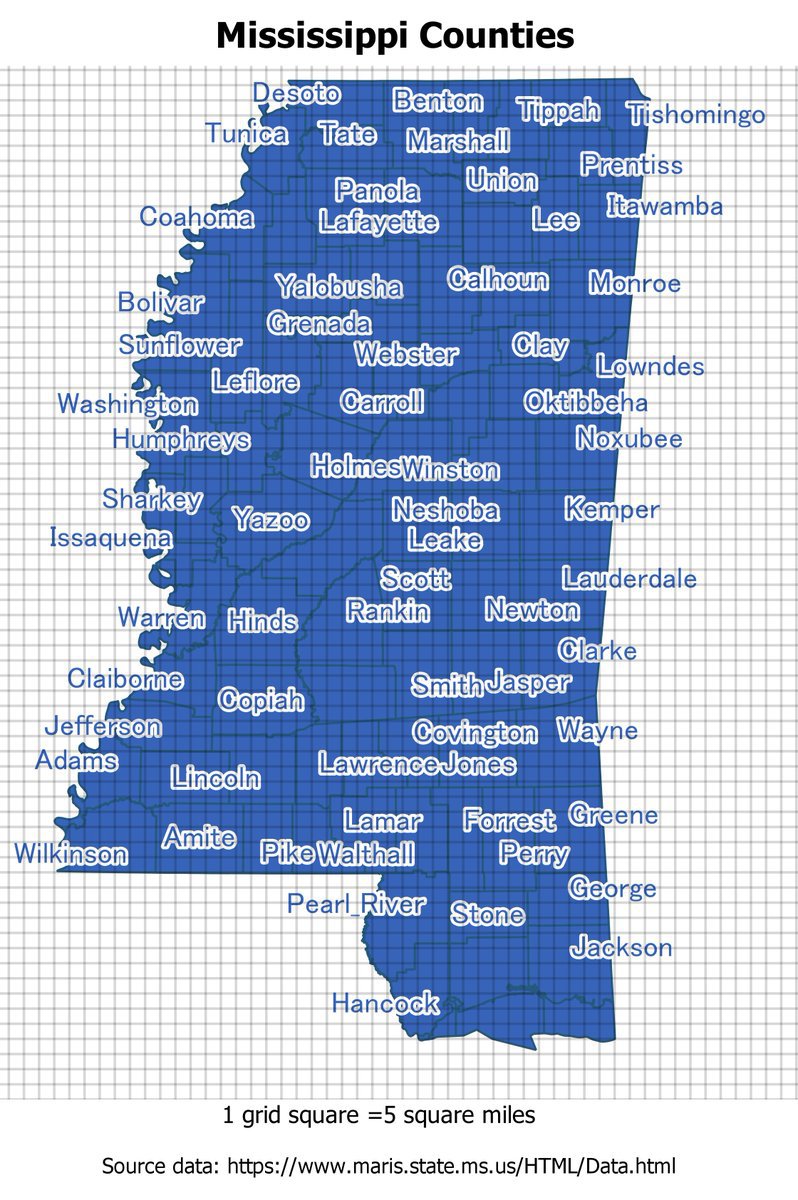 Mississippi Counties
Desoto
Benton
Tippah
Tishomingo
Tunica
Tate
Marshall
Prentiss
Union
Panola
Itawamba
Coahoma
Lafayette
Lee
Yalobusha
Calhoun
Monroe
Bolivar
Grenada
Sunflower
Webster
Clay
Lowndes
Leflore
Washington
Carroll
Oktibbeha
Humphreys
Noxubee
Holmes
Winston
Sharkey
Neshoba
Kemper
Yazoo
Issaquena
Leake
Scott
Lauderdale
Rankin
Newton
Warren
Hinds
Clarke
Claiborne
Smith
Jasper
Copiah
Jefferson
Covington
Wayne
Adams
Lawrence
Jones
Lincoln
Lamar
Forrest
Greene
Amite
Wilkinson
Pike
Walthall
Perry
George
Pearl_River
Stone
Jackson
Hancock
1 grid square =5 square miles
Source data: https://www.maris.state.ms.us/HTML/Data.html